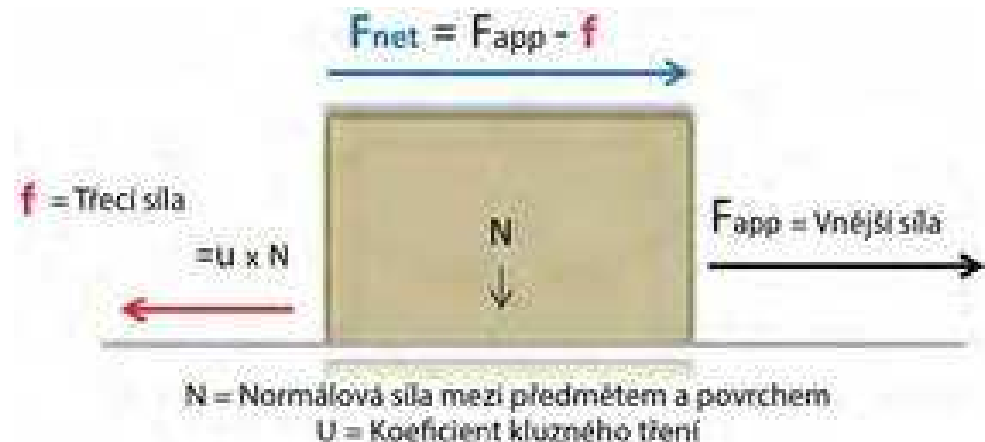 Fnet = Fapp - f
f = Třecí síla
=u x N
N
Fapp = Vnější síla
N = Normálová síla mezi předmětem a povrchem
U = Koeficient kluzného tření